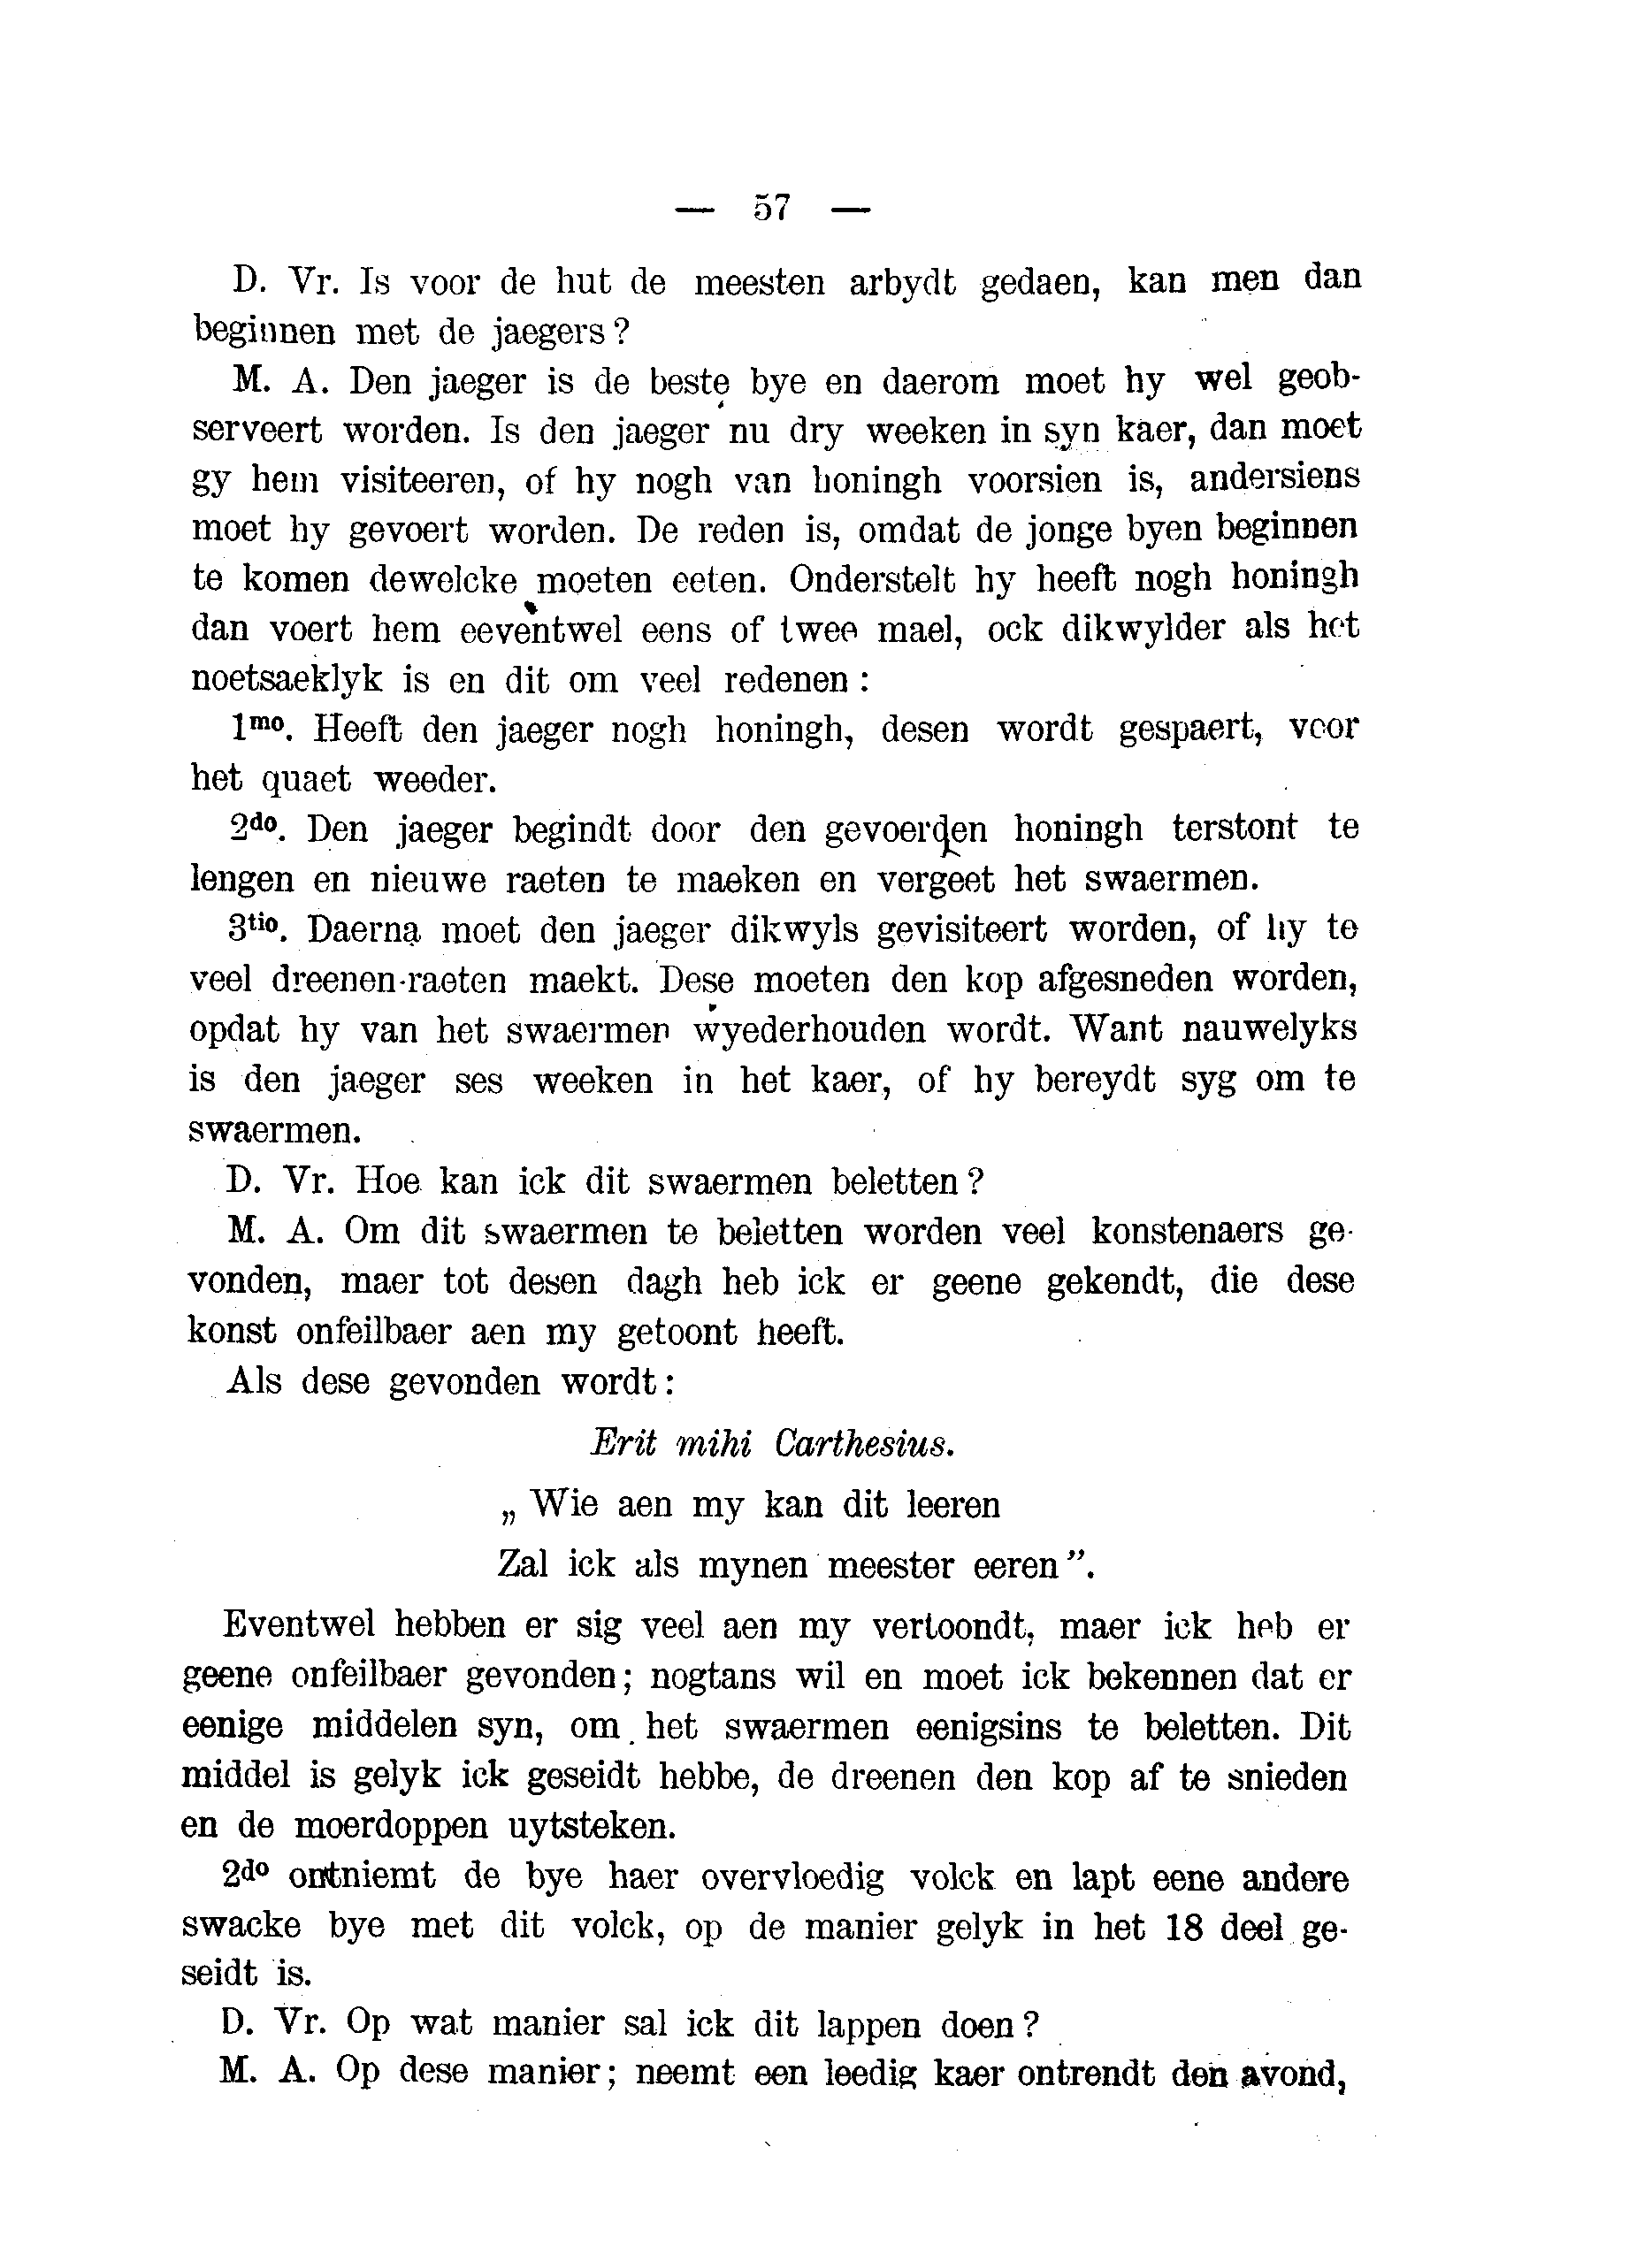 — 57 —
D. Vr. Is voor de hut de meesten arbydt gedaen, kan men dan
beginnen met de jaegers?
M. A. Den jaeger is de beste bye en daerom moet hy wel geob-
serveert worden. Is den jaeger nu dry weeken in syn kaer, dan moet
gy hem visiteeren, of hy nogh van honingh voorsien is, andersiens
moet hy gevoert worden. De reden is, omdat de jonge byen beginnen
te komen dewelcke moeten eeten. Onderstelt hy heeft nogh honingh
dan voert hem eeventwel eens of twee mael, ock dikwylder als het
noetsaeklyk is en dit om veel redenen:
1mo. Heeft den jaeger nogh honingh, desen wordt gespaert, voor
het quaet weeder.
2do. Den jaeger begindt door den gevoerden honingh terstont te
lengen en nieuwe raeten te maeken en vergeet het swaermen.
3tio. Daerna moet den jaeger dikwyls gevisiteert worden, of hy te
veel dreenen-raeten maekt. Dese moeten den kop afgesneden worden,
opdat hy van het swaermen wyederhouden wordt. Want nauwelyks
is den jaeger ses weeken in het kaer, of hy bereydt syg om te
swaermen.
D. Vr. Hoe kan ick dit swaermen beletten?
M. A. Om dit swaermen te beletten worden veel konstenaers ge-
vonden, maer tot desen dagh heb ick er geene gekendt, die dese
konst onfeilbaer aen my getoont heeft.
Als dese gevonden wordt:
Erit mihi Carthesius.
„Wie aen my kan dit leeren
Zal ick als mynen meester eeren”.
Eventwel hebben er sig veel aen my vertoondt, maer ick heb er
geene onfeilbaer gevonden; nogtans wil en moet ick bekennen dat er
eenige middelen syn, om het swaermen eenigsins te beletten. Dit
middel is gelyk ick geseidt hebbe, de dreenen den kop af te snieden
en de moerdoppen uytsteken.
2do ontniemt de bye haer overvloedig volck en lapt eene andere
swacke bye met dit volck, op de manier gelyk in het 18 deel ge-
seidt is.
D. Vr. Op wat manier sal ick dit lappen doen?
M. A. Op dese manier; neemt een leedig kaer ontrendt den avond,